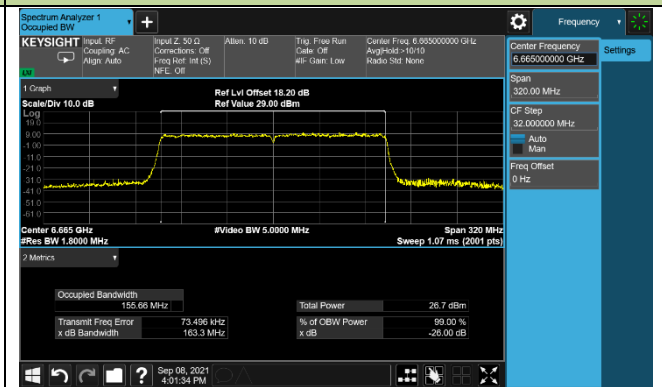 Spectrum Analyzer 1
Occupied BW
+
Frequency
KEYSIGHT
Input: RF
Coupling: AC
Align: Auto
Input Z: 50 Ω
Corrections: Off
Freq Ref: Int (S)
NFE: Off
Atten: 10 dB
Trig: Free Run
Gate: Off
#IF Gain: Low
Center Freq: 6.665000000 GHz
Avg|Hold:>10/10
Radio Std: None
LXI
Center Frequency
6.665000000 GHz
Settings
Span
320.00 MHz
CF Step
32.000000 MHz
Auto
Man
Freq Offset
0 Hz
1 Graph
Scale/Div 10.0 dB
Ref Lvl Offset 18.20 dB
Ref Value 29.00 dBm
Log
19.0
9.00
-1.00
-11.0
-21.0
-31.0
-41.0
-51.0
-61.0
Center 6.665 GHz
#Res BW 1.8000 MHz
#Video BW 5.0000 MHz
Span 320 MHz
Sweep 1.07 ms (2001 pts)
2 Metrics
Occupied Bandwidth
155.66 MHz
Total Power
26.7 dBm
Transmit Freq Error
73.496 kHz
% of OBW Power
99.00 %
x dB Bandwidth
163.3 MHz
x dB
-26.00 dB
?
Sep 08, 2021
4:01:34 PM